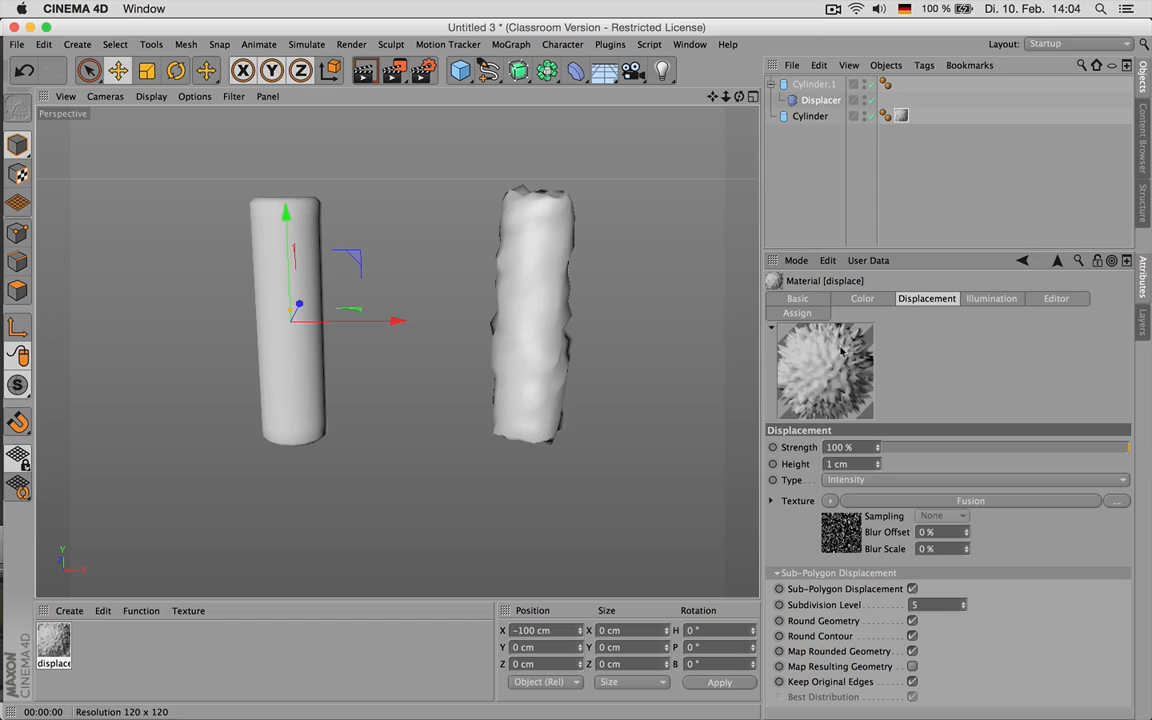 CINEMA 4D Window 100 % Di. 10. Feb. 14:04
Untitled 3 * (Classroom Version - Restricted License)
File Edit Create Select Tools Mesh Snap Animate Simulate Render Sculpt Motion Tracker MoGraph Character Plugins Script Window Help Layout: Startup
X Y Z
File Edit View Objects Tags Bookmarks
View Cameras Display Options Filter Panel
Perspective
Cylinder.1
Displacer
Cylinder
Objects
Content Browser
Structure
Mode Edit User Data
Material [displace]
Basic Color Displacement Illumination Editor
Assign
Attributes
Layers
Displacement
Strength 100 %
Height 1 cm
Type Intensity
Texture Fusion ...
Sampling None
Blur Offset 0 %
Blur Scale 0 %
Sub-Polygon Displacement
Sub-Polygon Displacement
Subdivision Level 5
Round Geometry
Round Contour
Map Rounded Geometry
Map Resulting Geometry
Keep Original Edges
Best Distribution
Y
X
Create Edit Function Texture
displace
Position Size Rotation
X -100 cm X 0 cm H 0 °
Y 0 cm Y 0 cm P 0 °
Z 0 cm Z 0 cm B 0 °
Object (Rel) Size Apply
MAXON
CINEMA 4D
00:00:00 Resolution 120 x 120